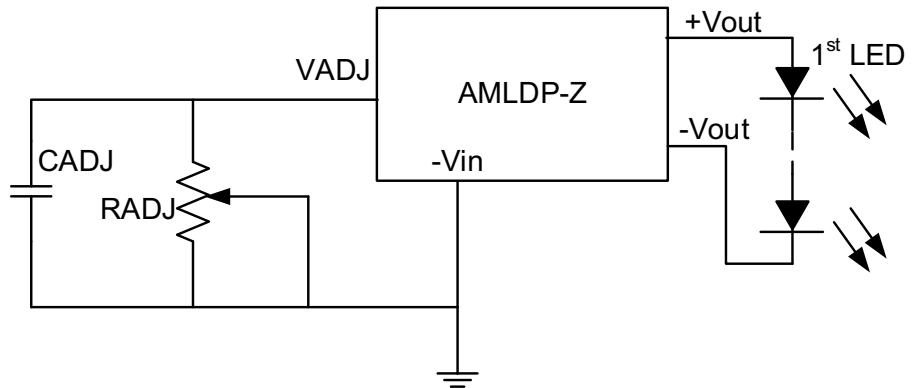 +Vout
1st LED
VADJ
AMLDP-Z
-Vout
-Vin
CADJ
RADJ